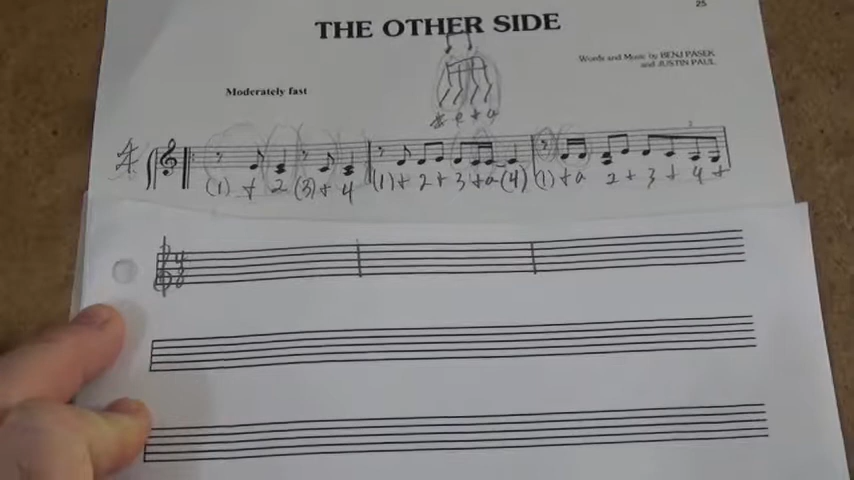 25
THE OTHER SIDE
Words and Music by BENJ PASEK
and JUSTIN PAUL
Moderately fast
e + a
(1) + 2 (3) + 4 (1) + 2 + 3 + a (4) (1) + a 2 + 3 + 4 +